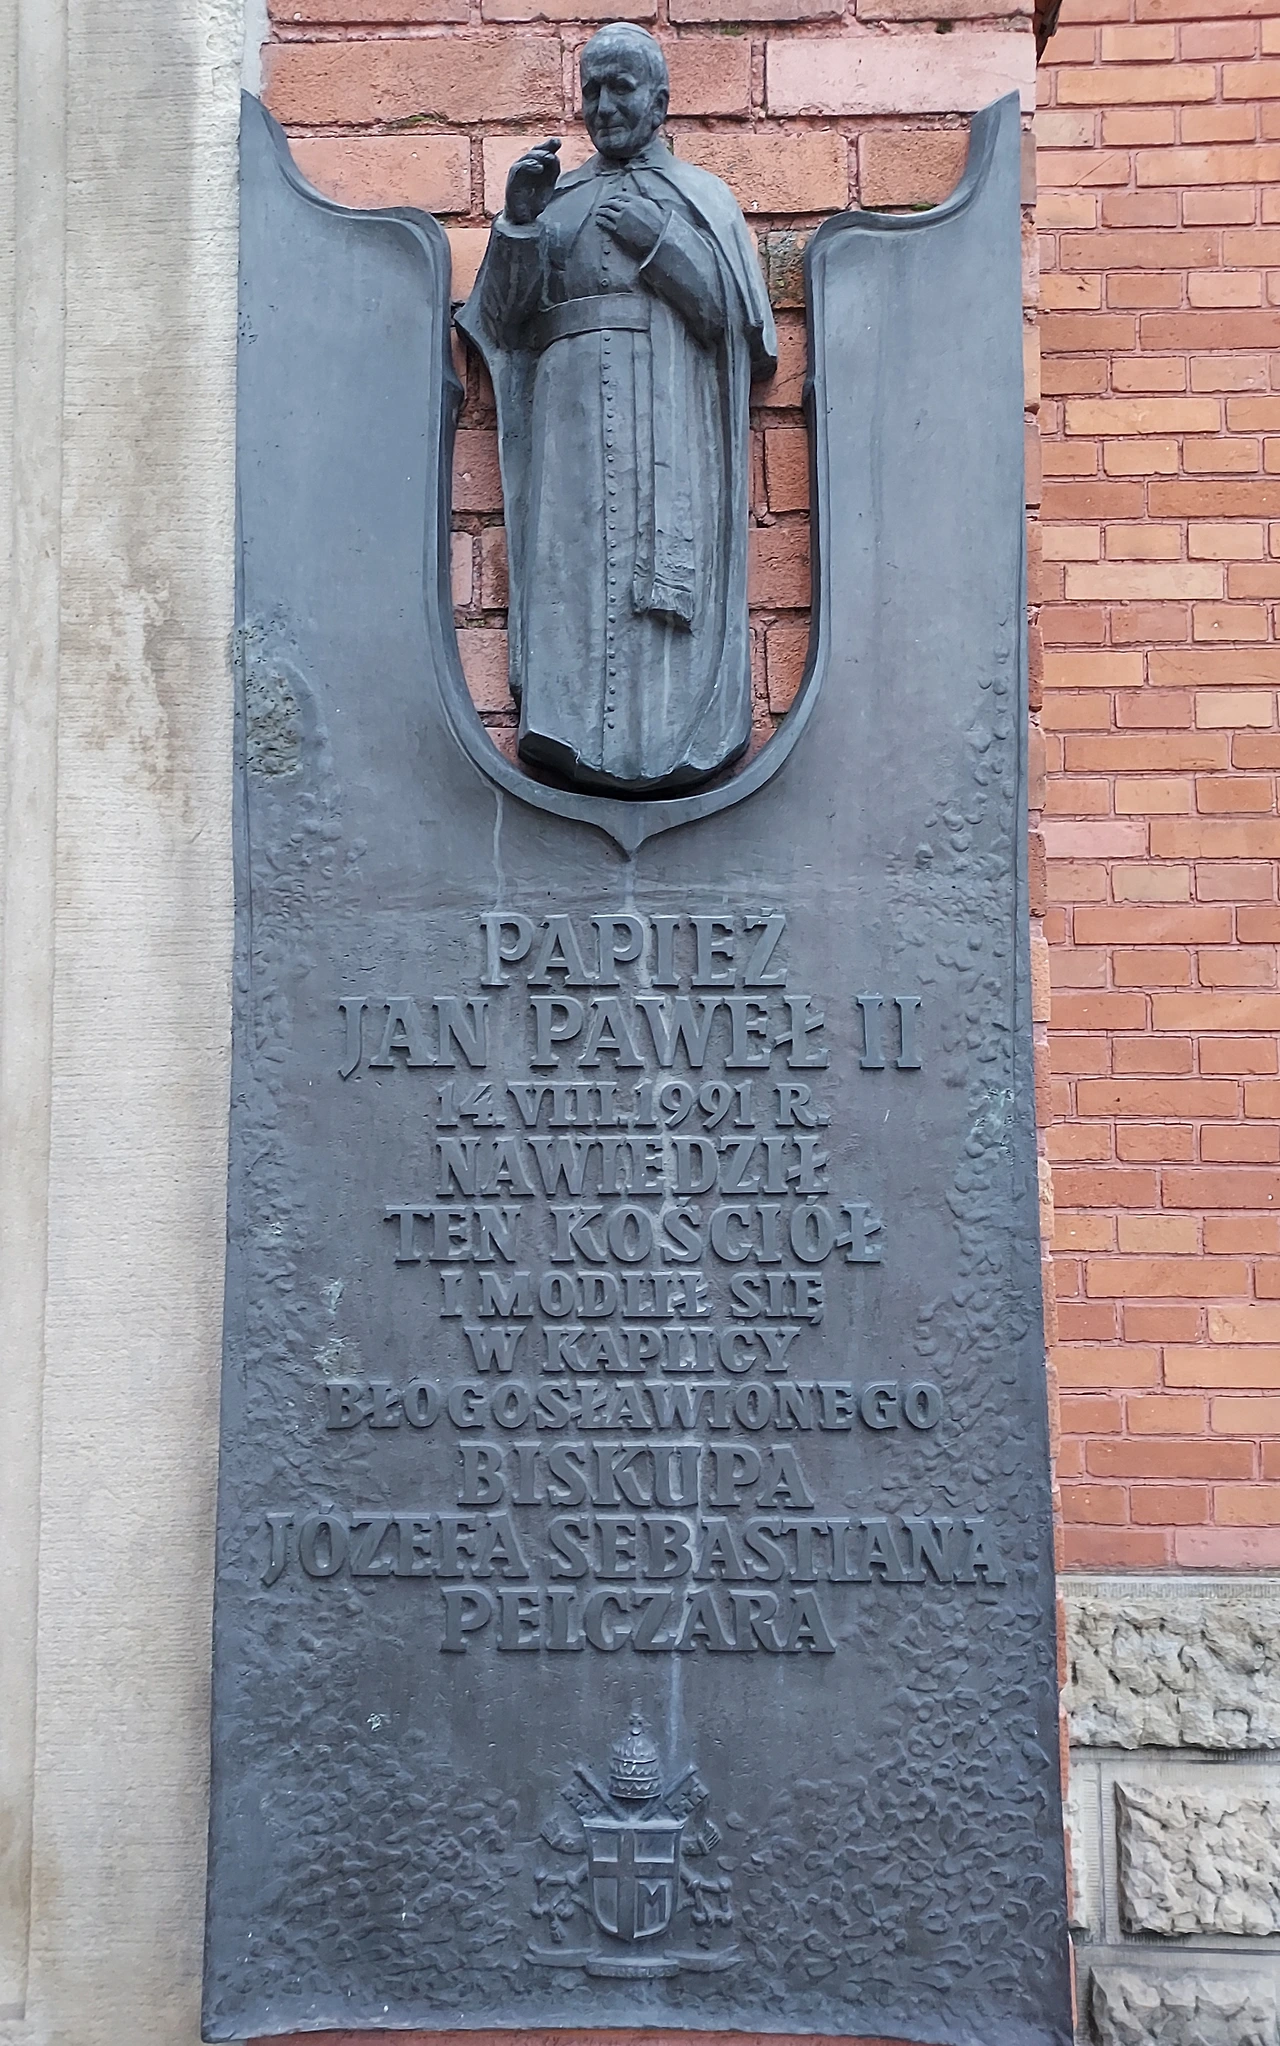 PAPIEŻ
JAN PAWEŁ II
14.VIII.1991 R.
NAWIEDZIŁ
TEN KOŚCIÓŁ
I MODLIŁ SIĘ
W KAPLICY
BŁOGOSŁAWIONEGO
BISKUPA
JÓZEFA SEBASTIANA
PELCZARA
M